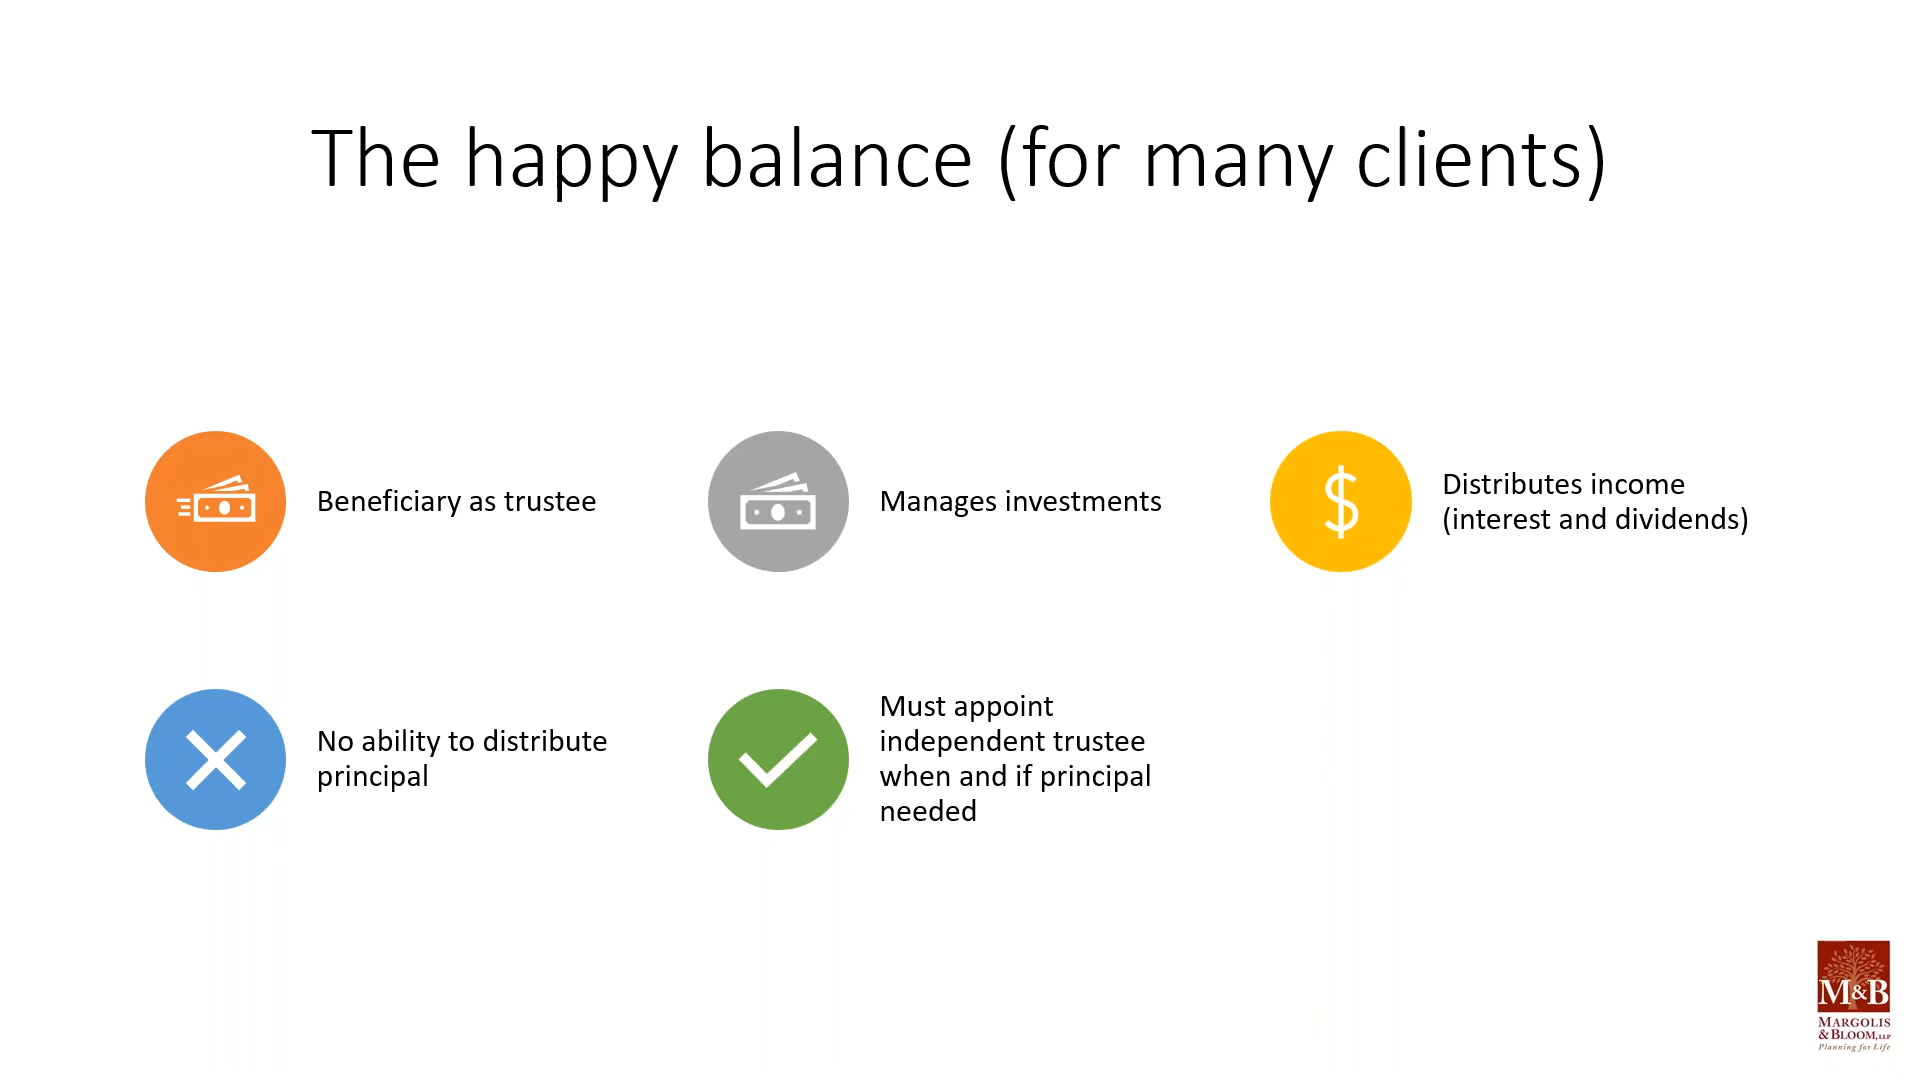 The happy balance (for many clients)
Beneficiary as trustee
Manages investments
$
Distributes income
(interest and dividends)
No ability to distribute
principal
Must appoint
independent trustee
when and if principal
needed
M&B
MARGOLIS
& BLOOM, LLP
Planning for Life